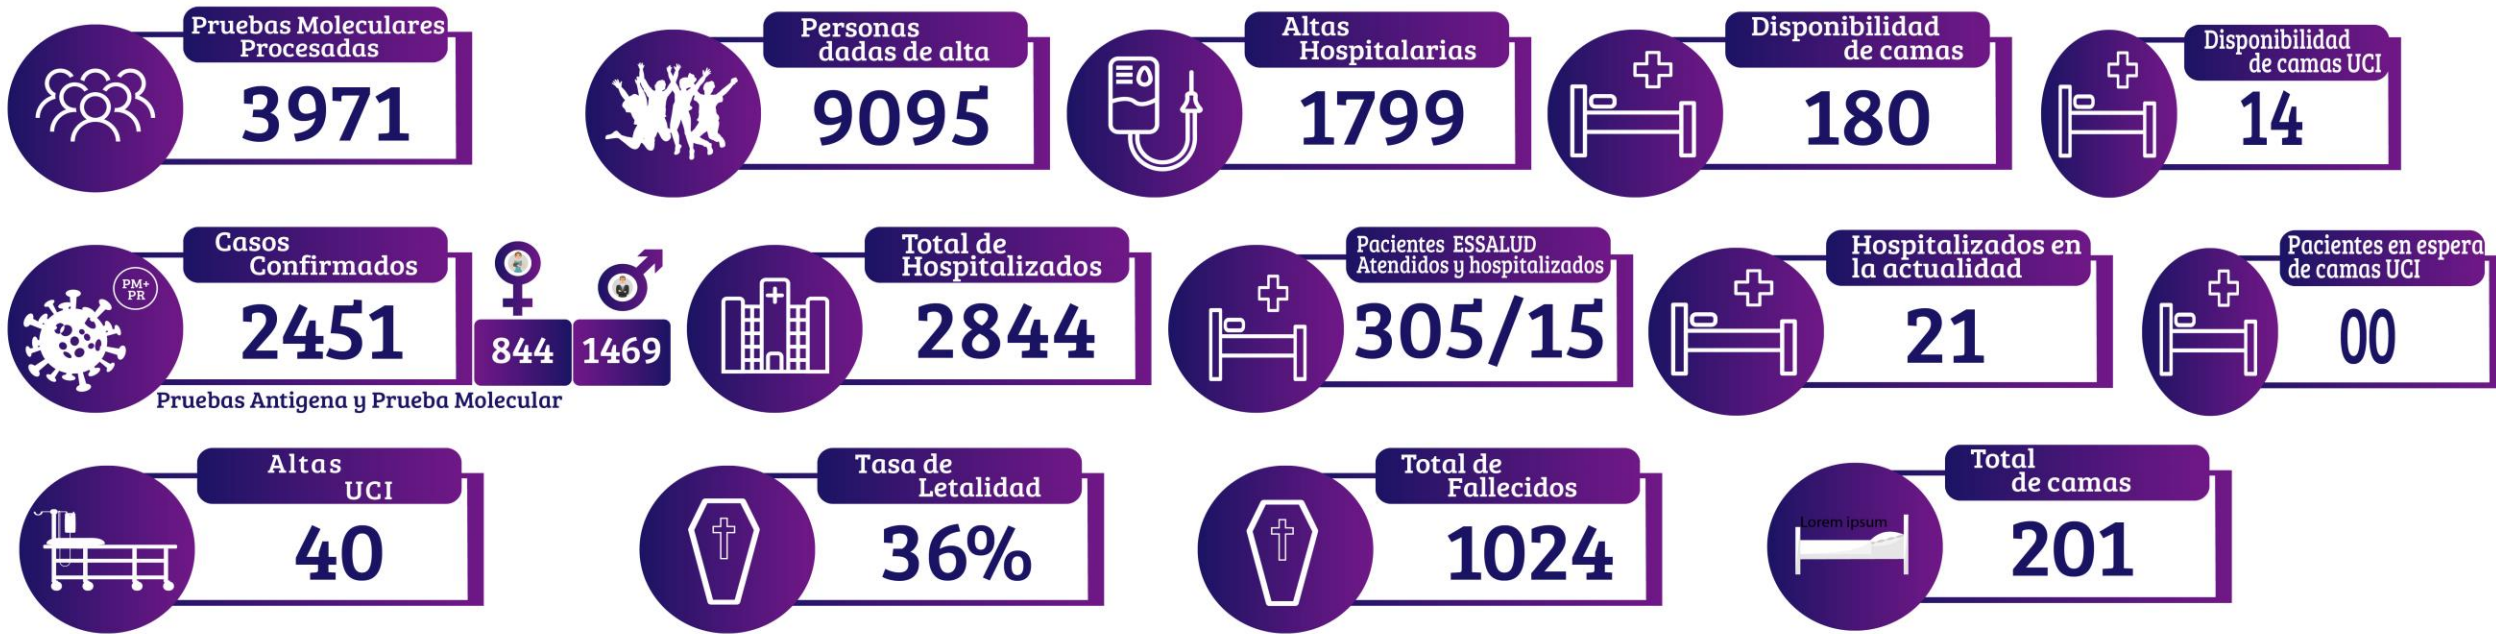 Pruebas Moleculares
Procesadas
3971
Personas
dadas de alta
9095
Altas
Hospitalarias
1799
Disponibilidad
de camas
180
Disponibilidad
de camas UCI
14
PM+
PR
Casos
Confirmados
2451
844
1469
Pruebas Antigena y Prueba Molecular
Total de
Hospitalizados
2844
Pacientes ESSALUD
Atendidos y hospitalizados
305/15
Hospitalizados en
la actualidad
21
Pacientes en espera
de camas UCI
00
Altas
UCI
40
Tasa de
Letalidad
36%
Total de
Fallecidos
1024
Lorem ipsum
Total
de camas
201